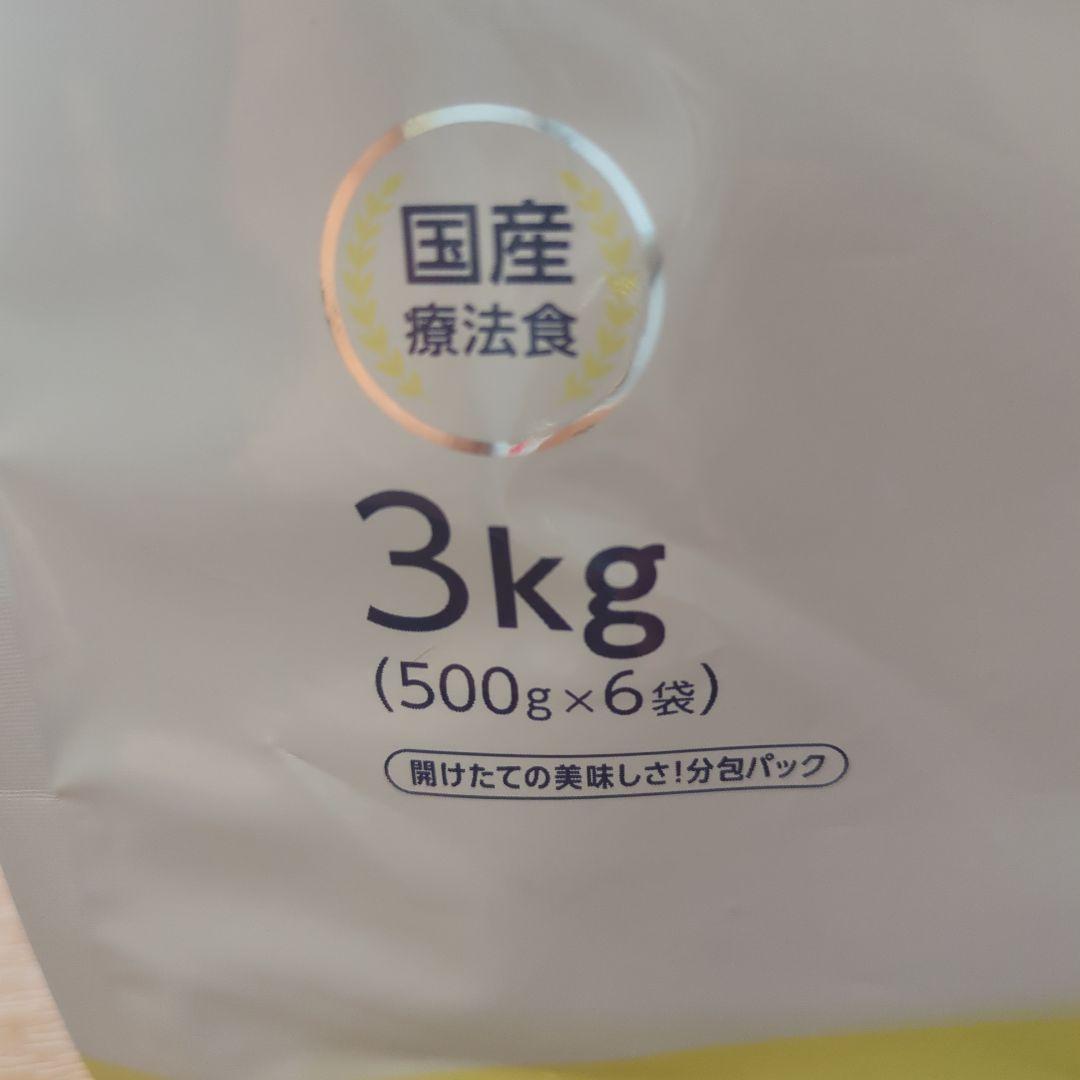 国産
療法食
3kg
(500g×6袋)
開けたての美味しさ!分包パック